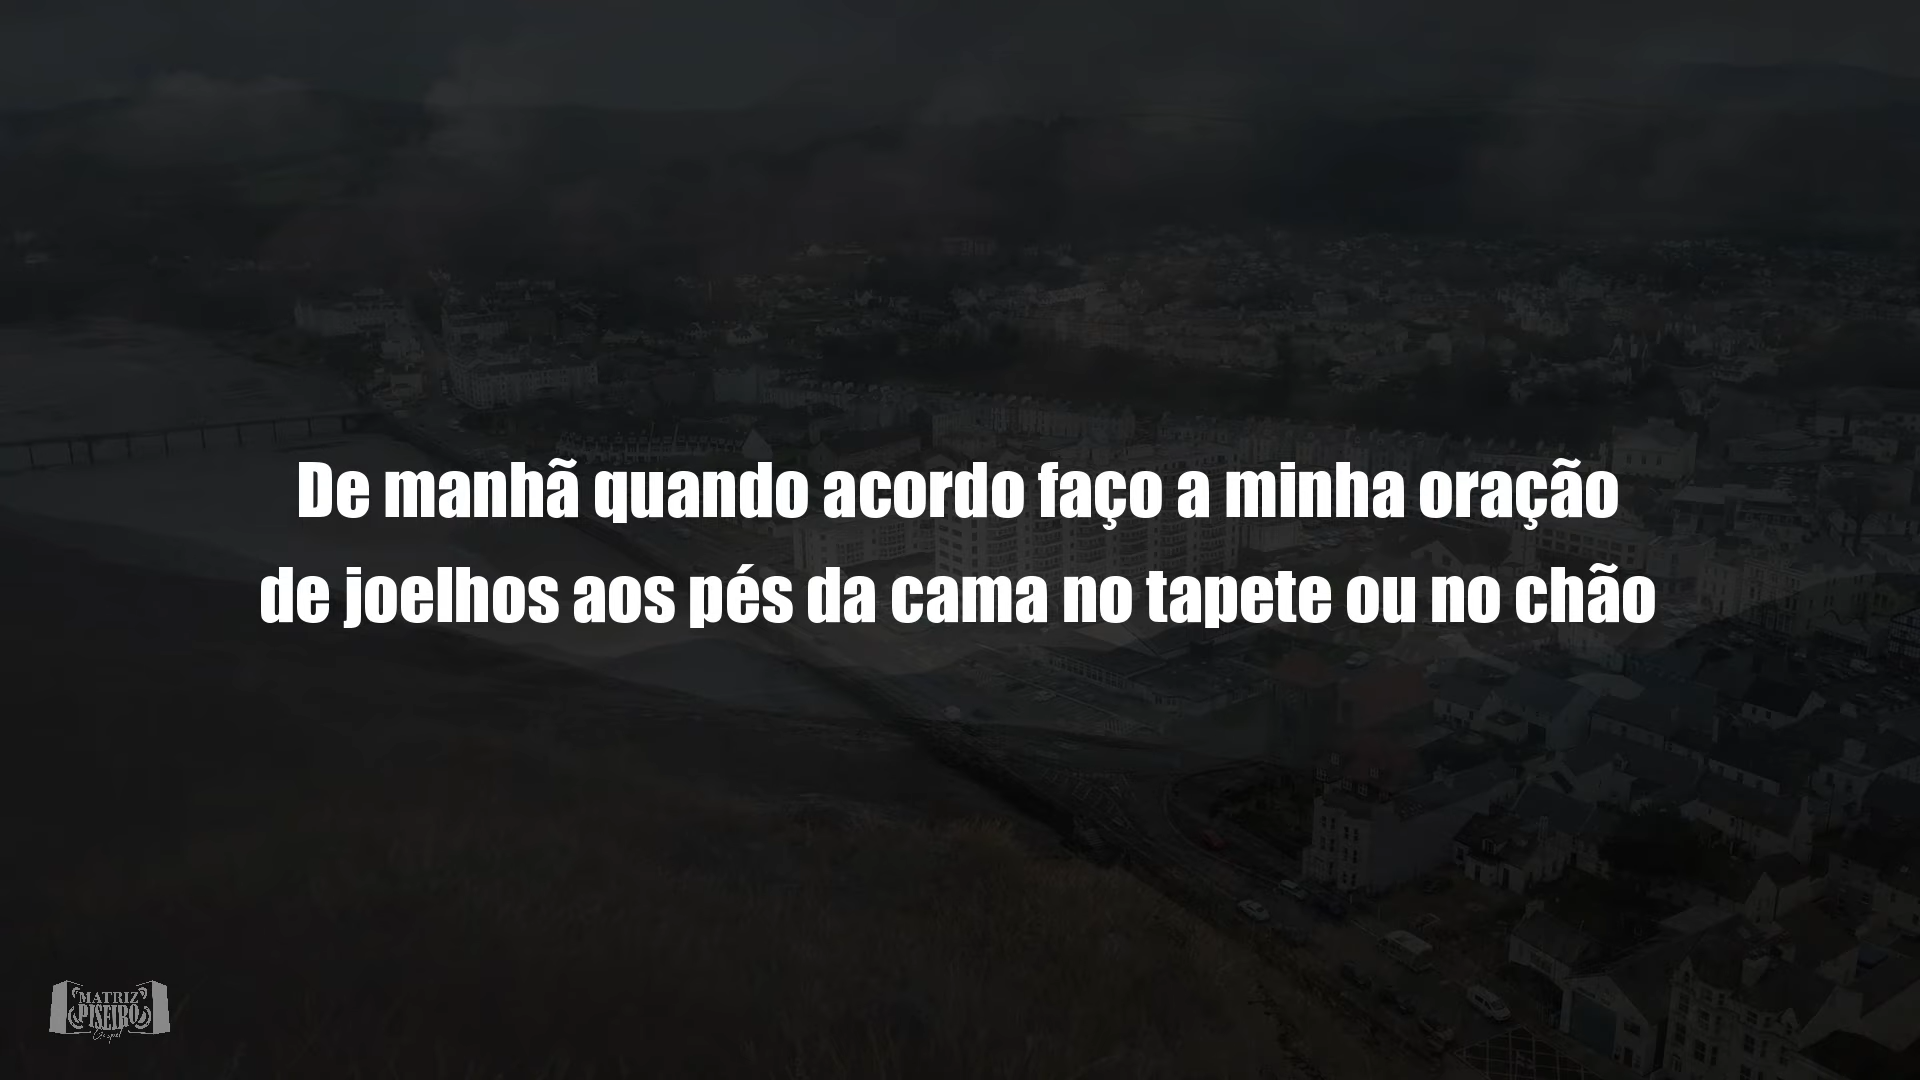 De manhã quando acordo faço a minha oração
de joelhos aos pés da cama no tapete ou no chão
MATRIZ
PISEIRO
Gospel